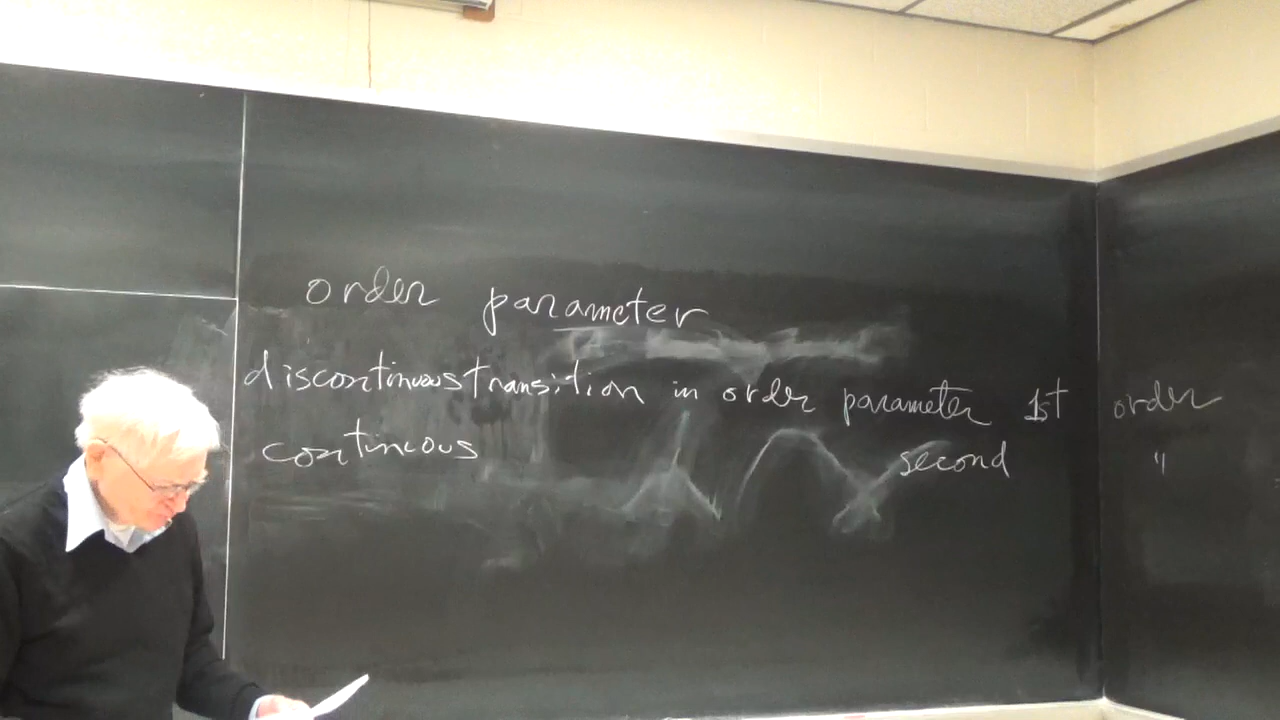 order parameter
discontinuous transition in order parameter 1st order
continuous second "